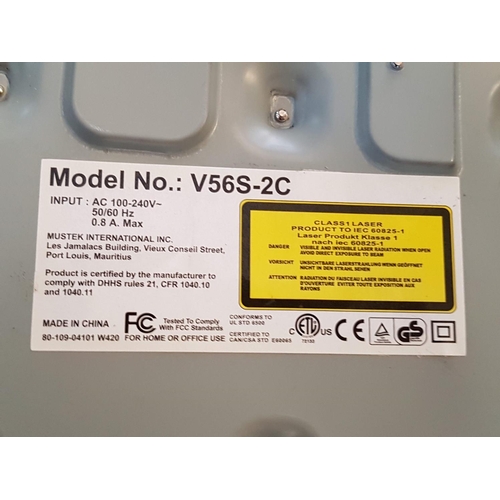 Model No.: V56S-2C
INPUT : AC 100-240V~
50/60 Hz
0.8 A. Max
MUSTEK INTERNATIONAL INC.
Les Jamalacs Building, Vieux Conseil Street,
Port Louis, Mauritius
Product is certified by the manufacturer to
comply with DHHS rules 21, CFR 1040.10
and 1040.11
CLASS1 LASER
PRODUCT TO IEC 60825-1
Laser Produkt Klasse 1
nach iec 60825-1
DANGER VISIBLE AND INVISIBLE LASER RADIATION WHEN OPEN
AVOID DIRECT EXPOSURE TO BEAM
VORSICHT UNSICHTBARE LASERSTRAHLUNG WENN GEÖFFNET
NICHT IN DEN STRAHL BLICKEN
ATTENTION RADIATION DU FAISCEAU LASER INVISIBLE EN CAS
D'OUVERTURE EVITER TOUTE EXPOSITION AUX
RAYONS
MADE IN CHINA
80-109-04101 W420
FC
Tested To Comply
With FCC Standards
FOR HOME OR OFFICE USE
CONFORMS TO
UL STD 6500
CERTIFIED TO
CAN/CSA STD E60065
C ETL US
CE
GS